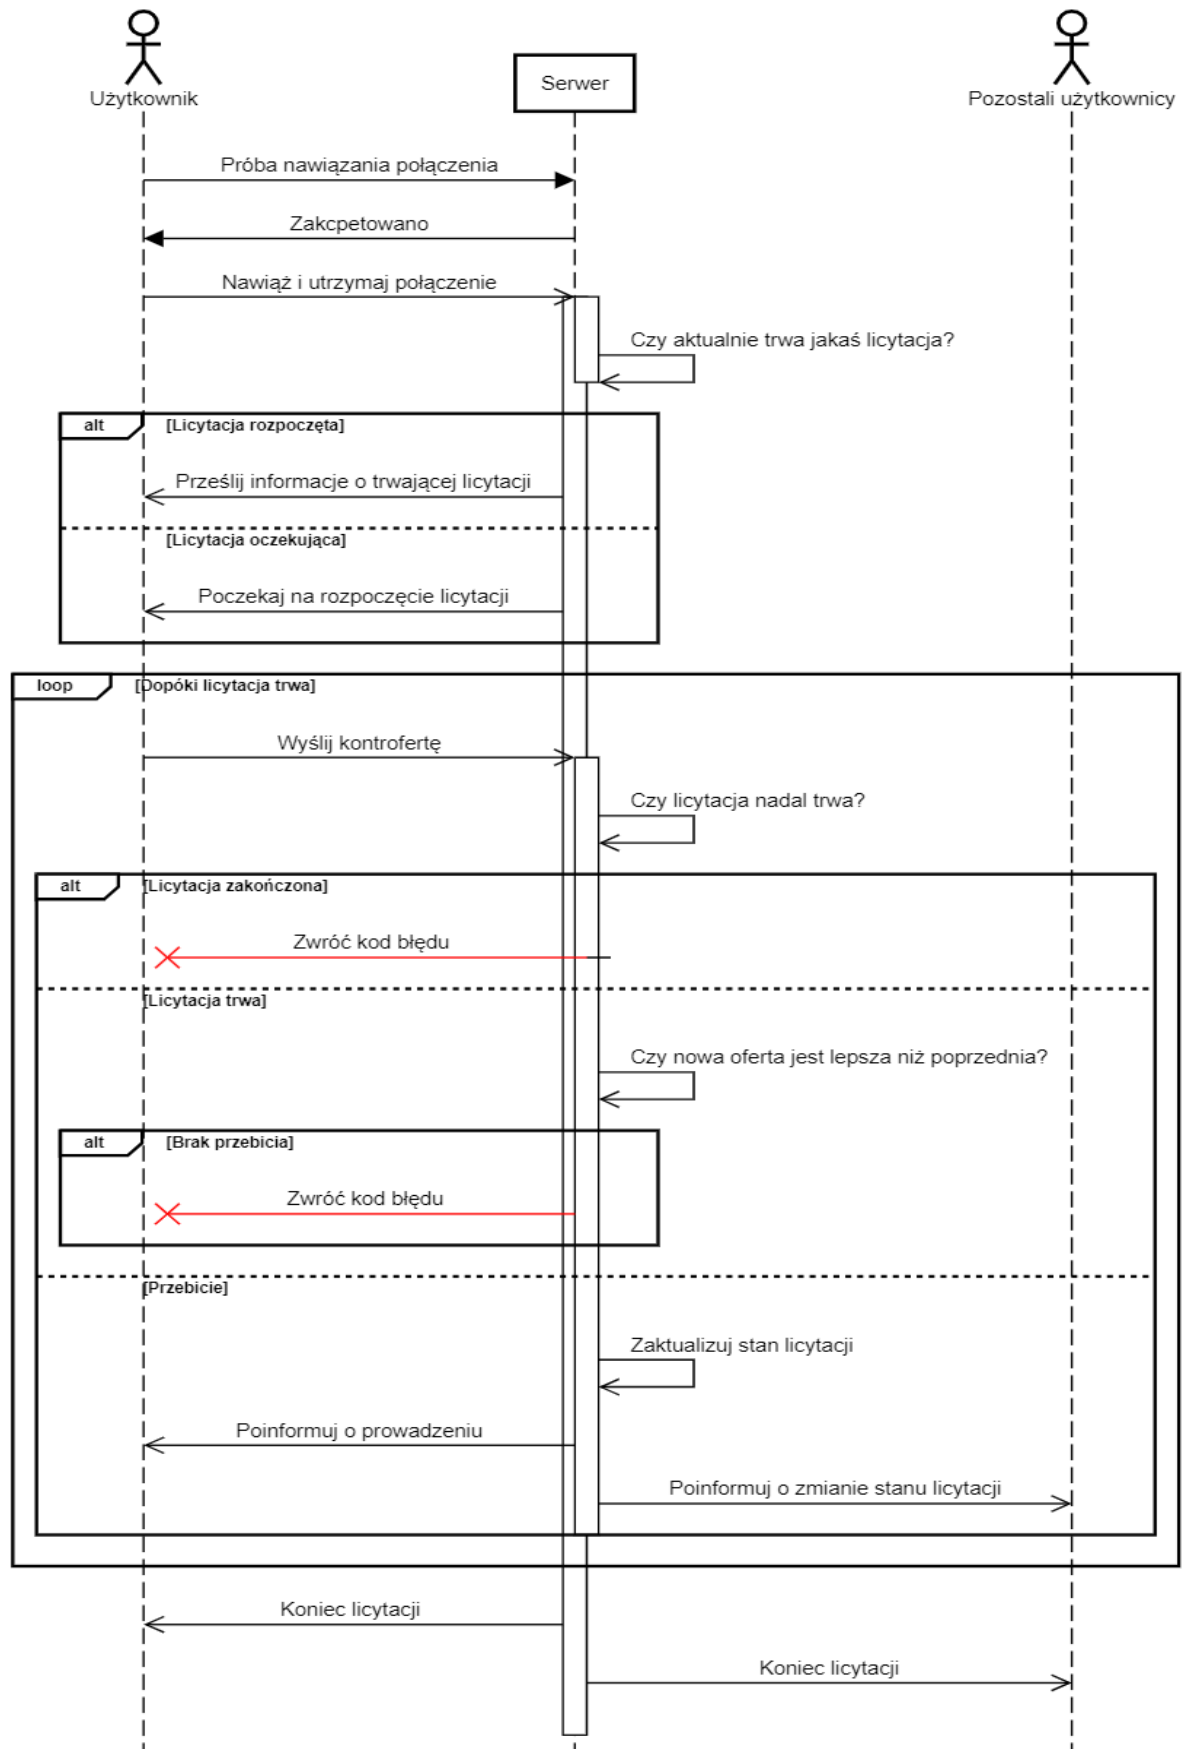 Użytkownik
Serwer
Pozostali użytkownicy
Próba nawiązania połączenia
Zakcpetowano
Nawiąż i utrzymaj połączenie
Czy aktualnie trwa jakaś licytacja?
alt
[Licytacja rozpoczęta]
Prześlij informacje o trwającej licytacji
[Licytacja oczekująca]
Poczekaj na rozpoczęcie licytacji
loop
[Dopóki licytacja trwa]
Wyślij kontrofertę
Czy licytacja nadal trwa?
alt
[Licytacja zakończona]
Zwróć kod błędu
[Licytacja trwa]
Czy nowa oferta jest lepsza niż poprzednia?
alt
[Brak przebicia]
Zwróć kod błędu
[Przebicie]
Zaktualizuj stan licytacji
Poinformuj o prowadzeniu
Poinformuj o zmianie stanu licytacji
Koniec licytacji
Koniec licytacji